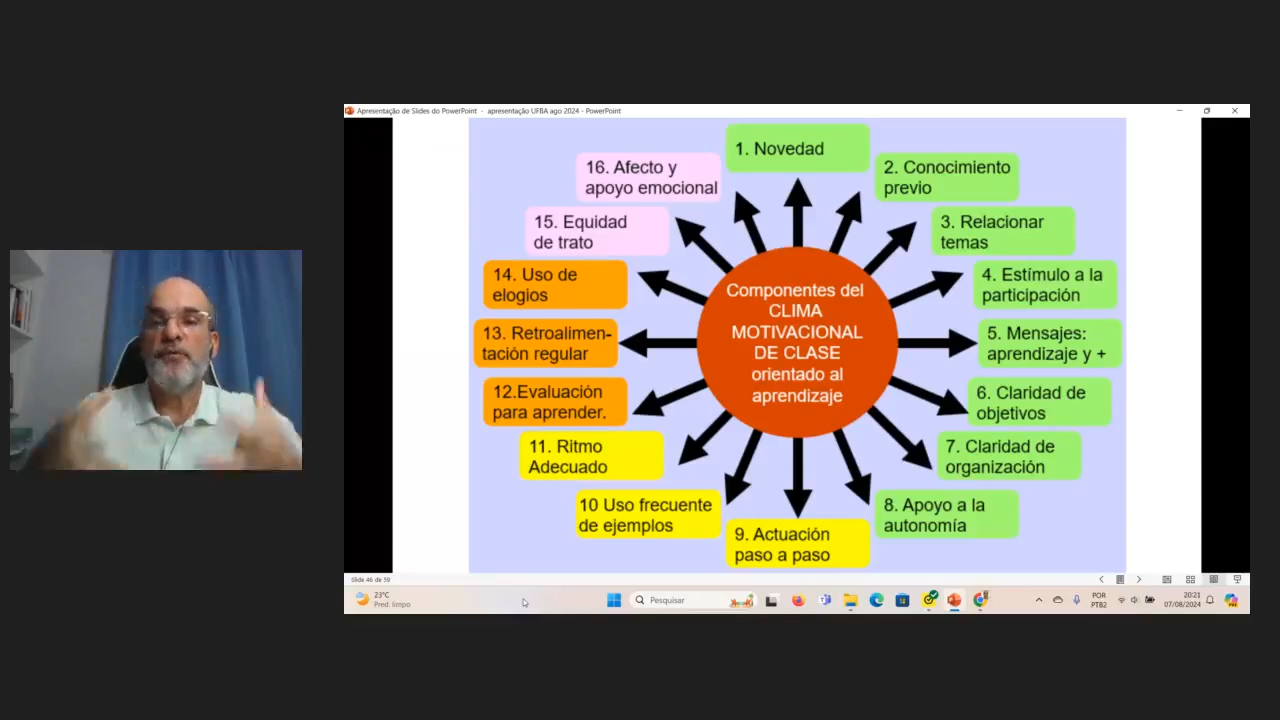 Apresentação de Slides do PowerPoint - apresentação UFBA ago 2024 - PowerPoint
1. Novedad
2. Conocimiento
previo
3. Relacionar
temas
4. Estímulo a la
participación
5. Mensajes:
aprendizaje y +
6. Claridad de
objetivos
7. Claridad de
organización
8. Apoyo a la
autonomía
9. Actuación
paso a paso
10 Uso frecuente
de ejemplos
11. Ritmo
Adecuado
12.Evaluación
para aprender.
13. Retroalimen-
tación regular
14. Uso de
elogios
15. Equidad
de trato
16. Afecto y
apoyo emocional
Componentes del
CLIMA
MOTIVACIONAL
DE CLASE
orientado al
aprendizaje
Slide 46 de 59
23°C
Pred. limpo
Pesquisar
POR
PTB2
20:21
07/08/2024